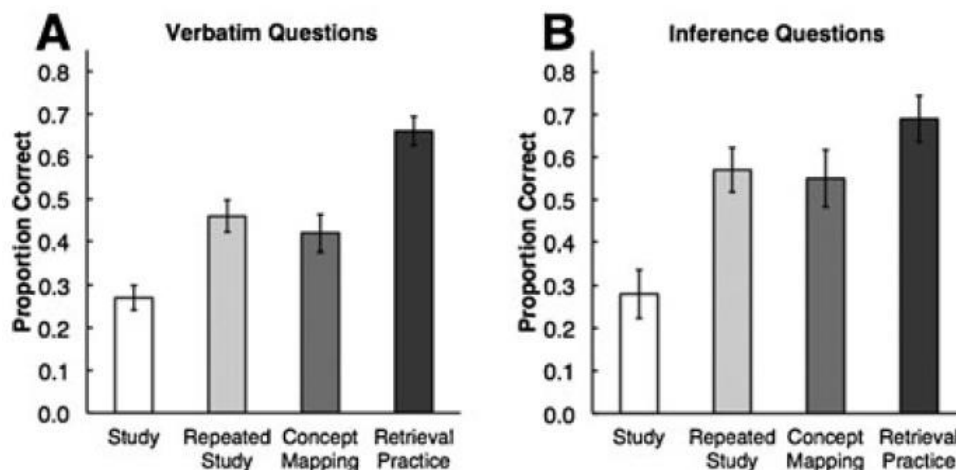 A
Verbatim Questions
Proportion Correct
0.8
0.7
0.6
0.5
0.4
0.3
0.2
0.1
0.0
Study
Repeated
Study
Concept
Mapping
Retrieval
Practice
B
Inference Questions
Proportion Correct
0.8
0.7
0.6
0.5
0.4
0.3
0.2
0.1
0.0
Study
Repeated
Study
Concept
Mapping
Retrieval
Practice